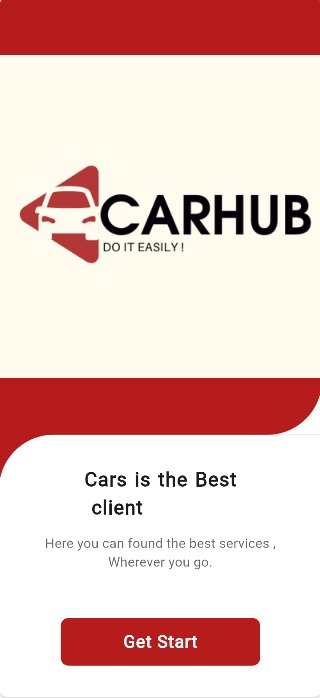 CARHUB
DO IT EASILY !
Cars is the Best
client
Here you can found the best services ,
Wherever you go.
Get Start